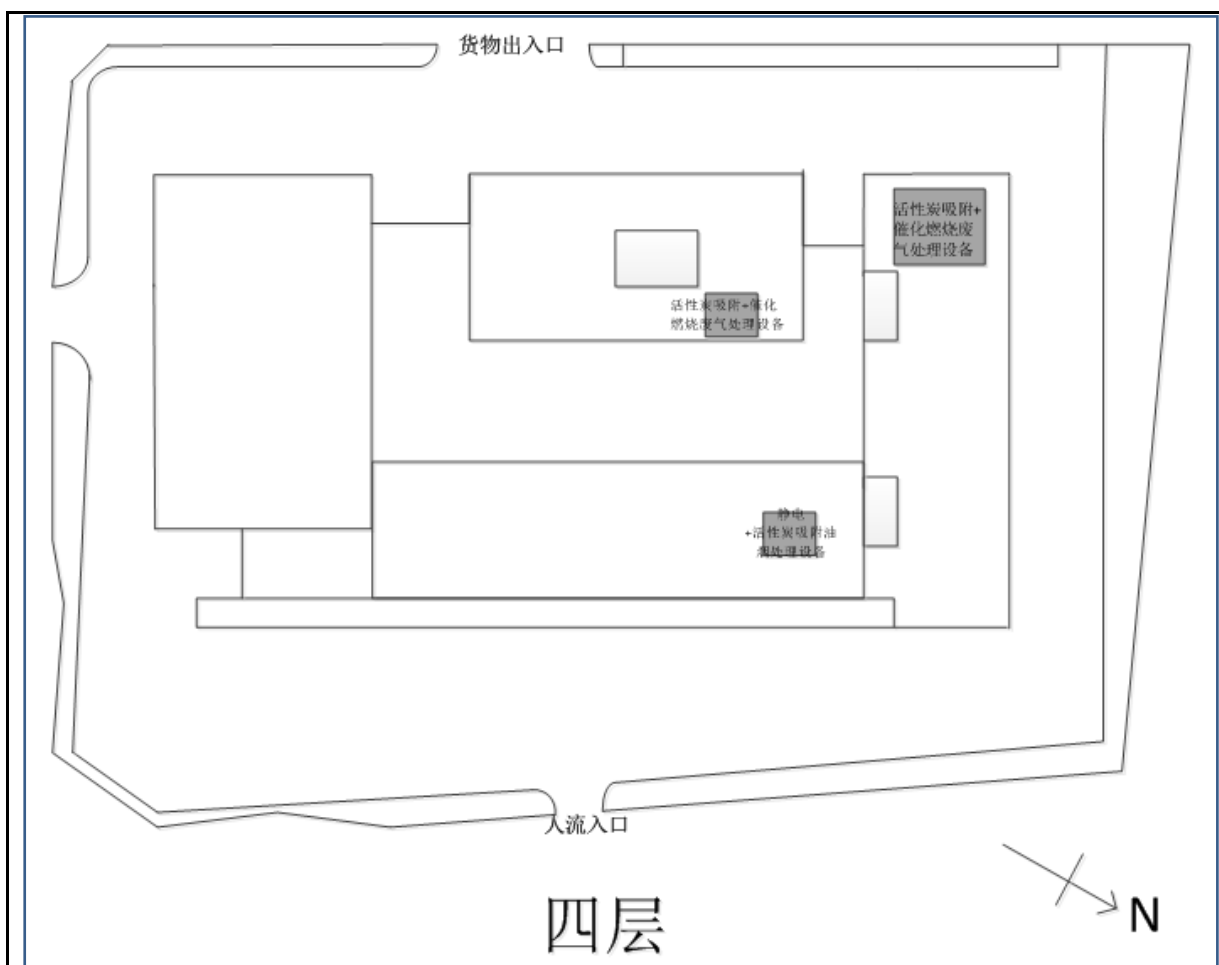 货物出入口
活性炭吸附+
催化燃烧废
气处理设备
活性炭吸附+催化
燃烧废气处理设备
静电
+活性炭吸附油
烟处理设备
人流入口
N
四层